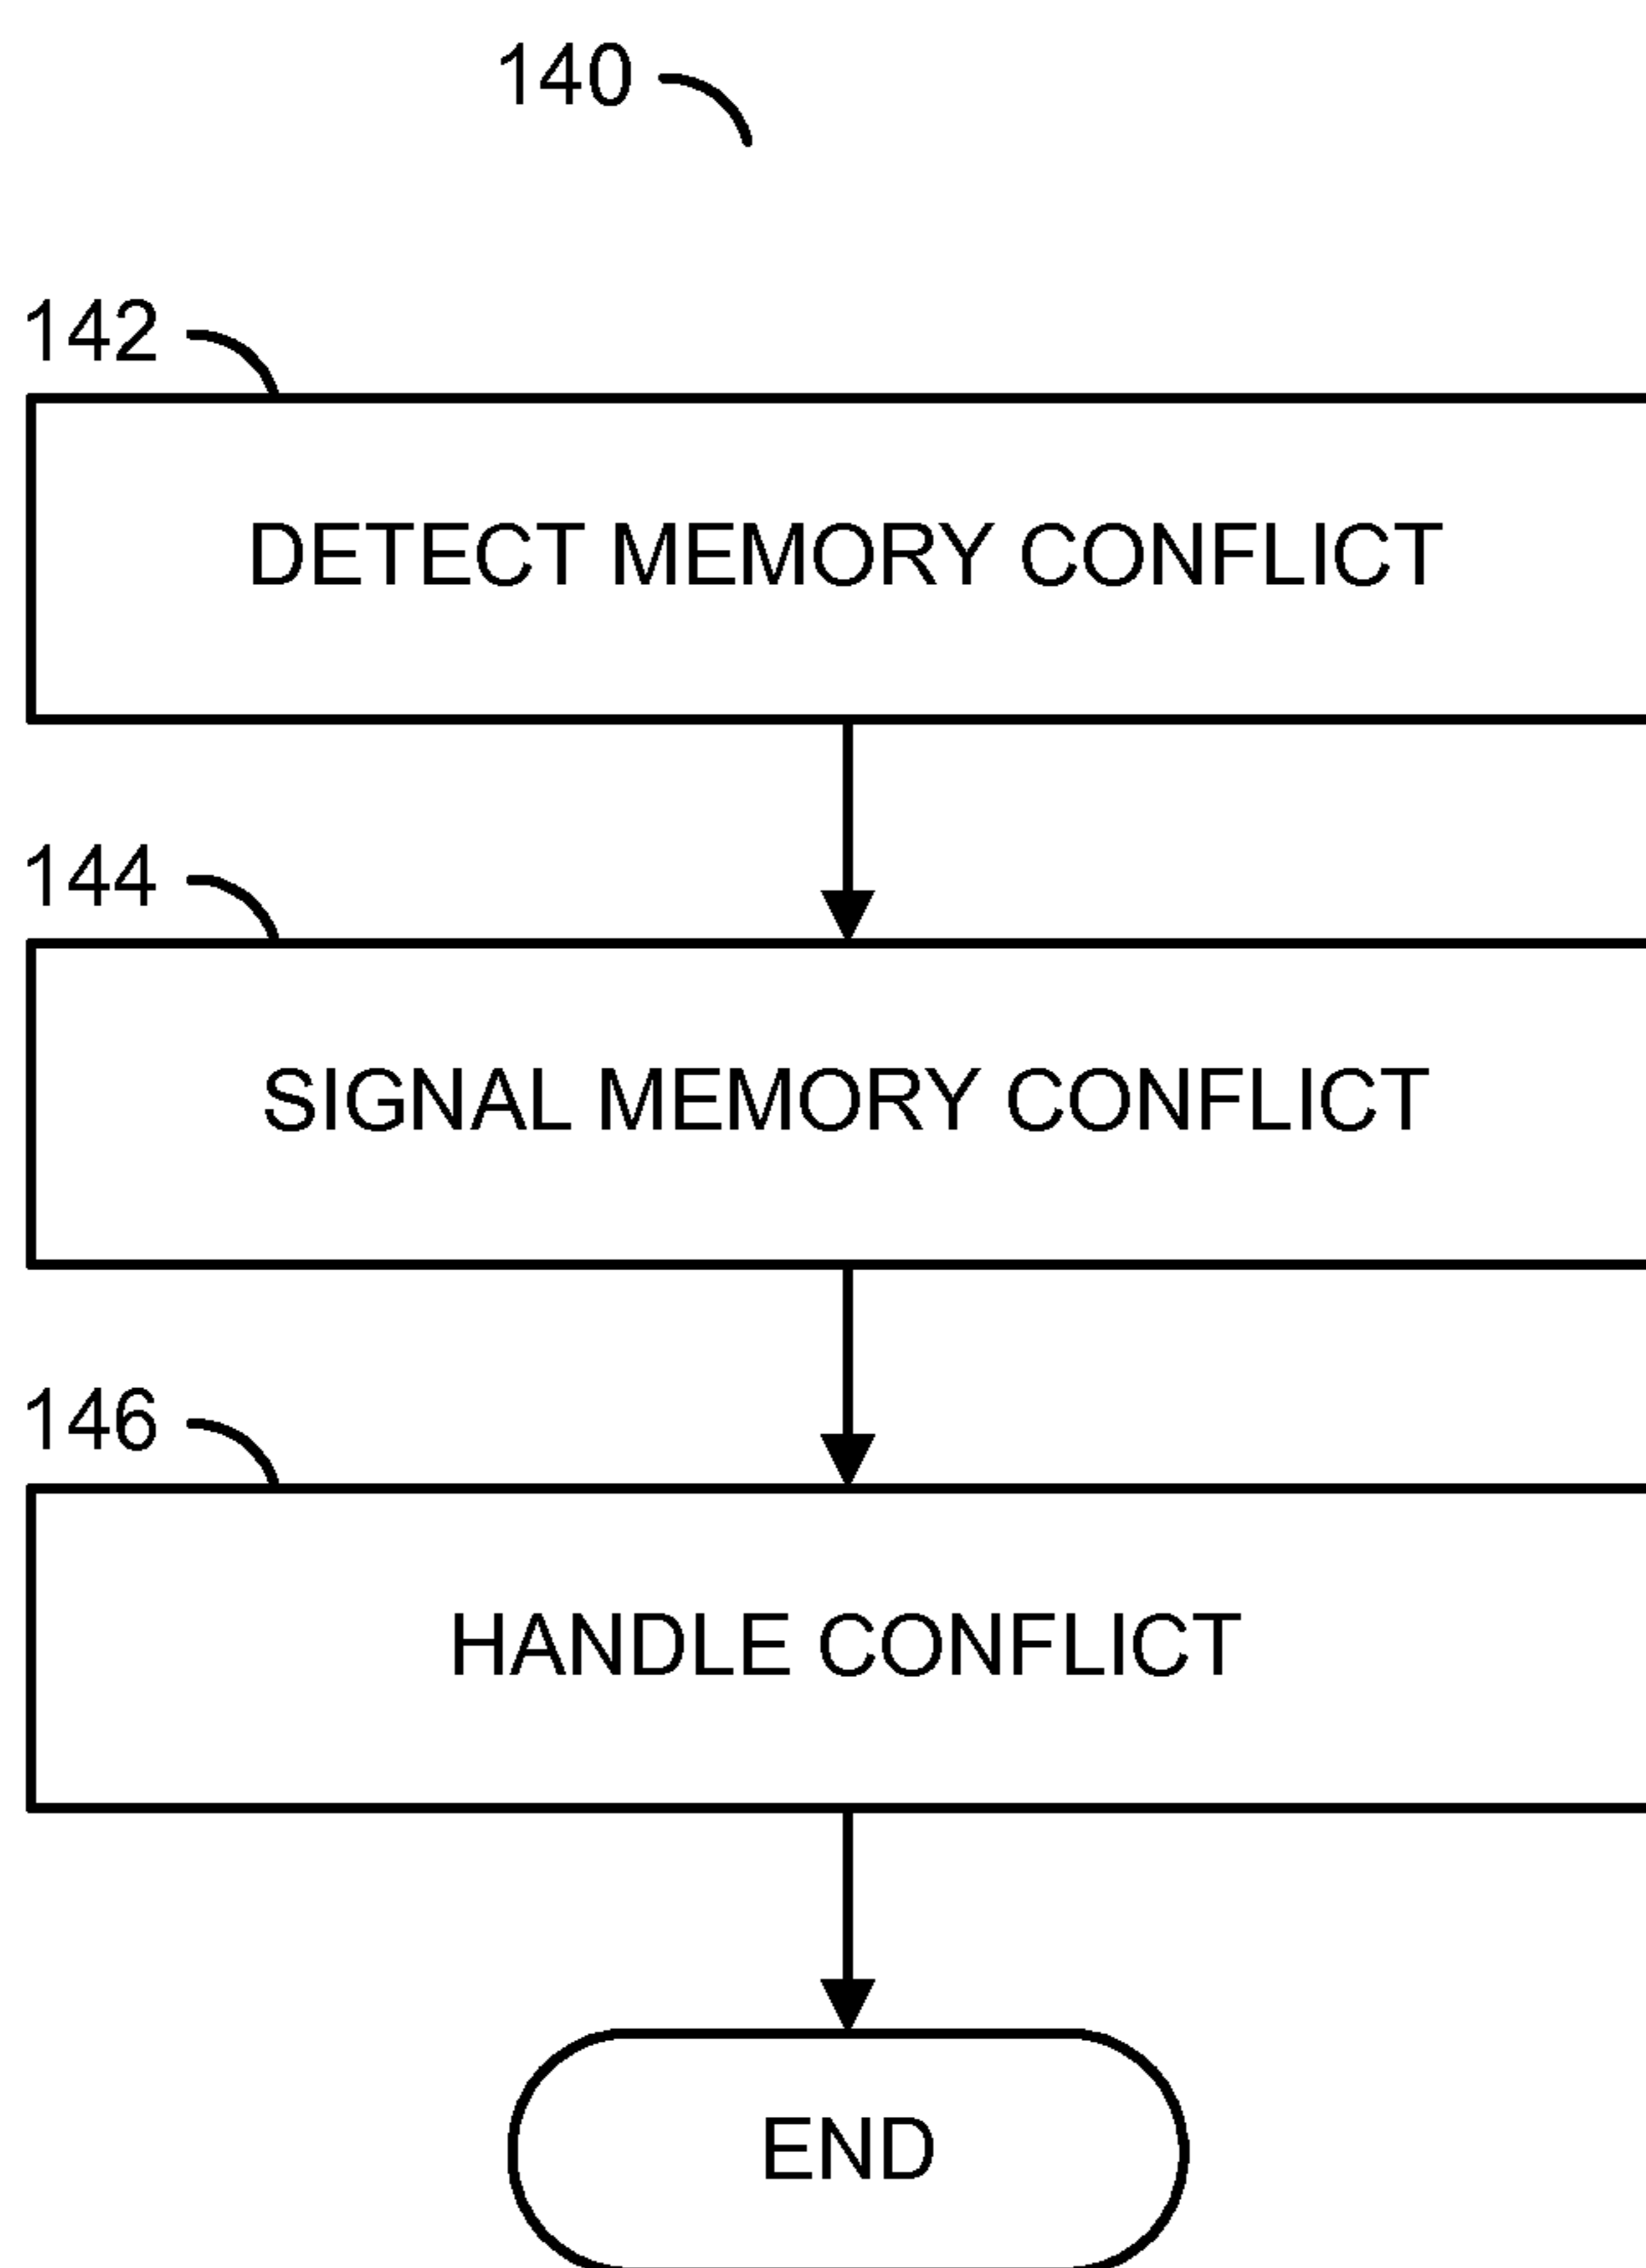 140
142
DETECT MEMORY CONFLICT
144
SIGNAL MEMORY CONFLICT
146
HANDLE CONFLICT
END